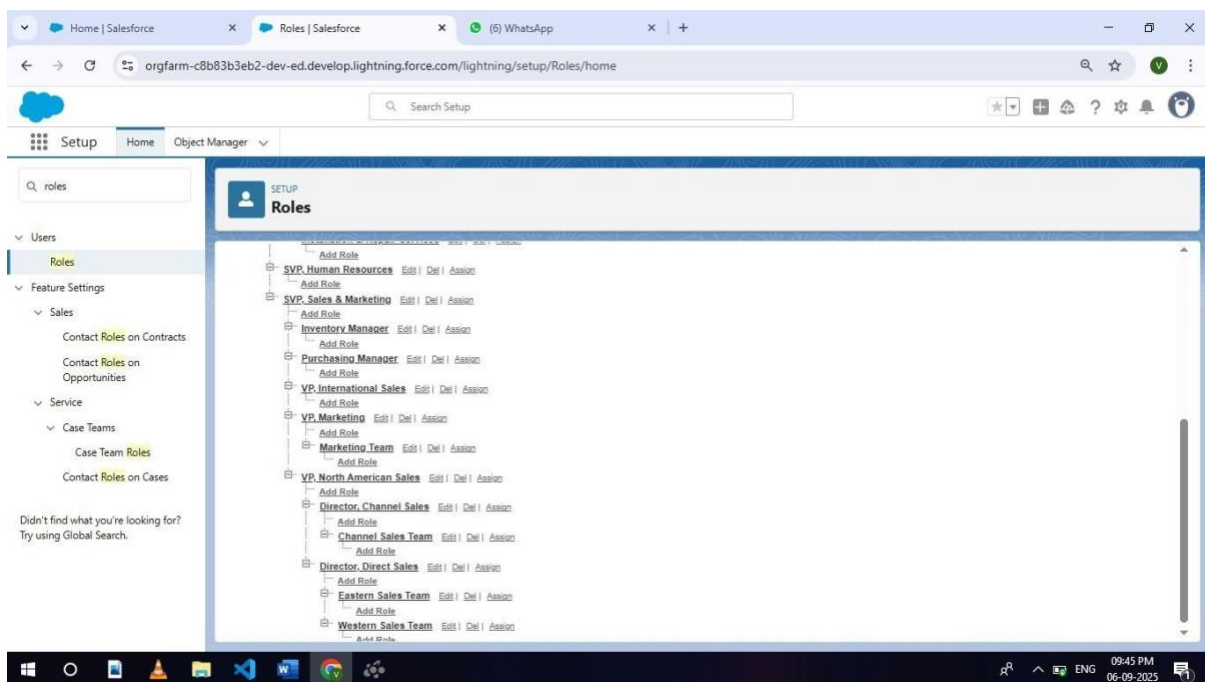 Home | Salesforce
Roles | Salesforce
(6) WhatsApp
orgfarm-c8b83b3eb2-dev-ed.develop.lightning.force.com/lightning/setup/Roles/home
V
Search Setup
Setup
Home
Object Manager
roles
Users
Roles
Feature Settings
Sales
Contact Roles on Contracts
Contact Roles on
Opportunities
Service
Case Teams
Case Team Roles
Contact Roles on Cases
Didn't find what you're looking for?
Try using Global Search.
SETUP
Roles
Add Role
SVP, Human Resources Edit | Del | Assign
Add Role
SVP, Sales & Marketing Edit | Del | Assign
Add Role
Inventory Manager Edit | Del | Assign
Add Role
Purchasing Manager Edit | Del | Assign
Add Role
VP, International Sales Edit | Del | Assign
Add Role
VP, Marketing Edit | Del | Assign
Add Role
Marketing Team Edit | Del | Assign
Add Role
VP, North American Sales Edit | Del | Assign
Add Role
Director, Channel Sales Edit | Del | Assign
Add Role
Channel Sales Team Edit | Del | Assign
Add Role
Director, Direct Sales Edit | Del | Assign
Add Role
Eastern Sales Team Edit | Del | Assign
Add Role
Western Sales Team Edit | Del | Assign
Add Role
ENG
09:45 PM
06-09-2025